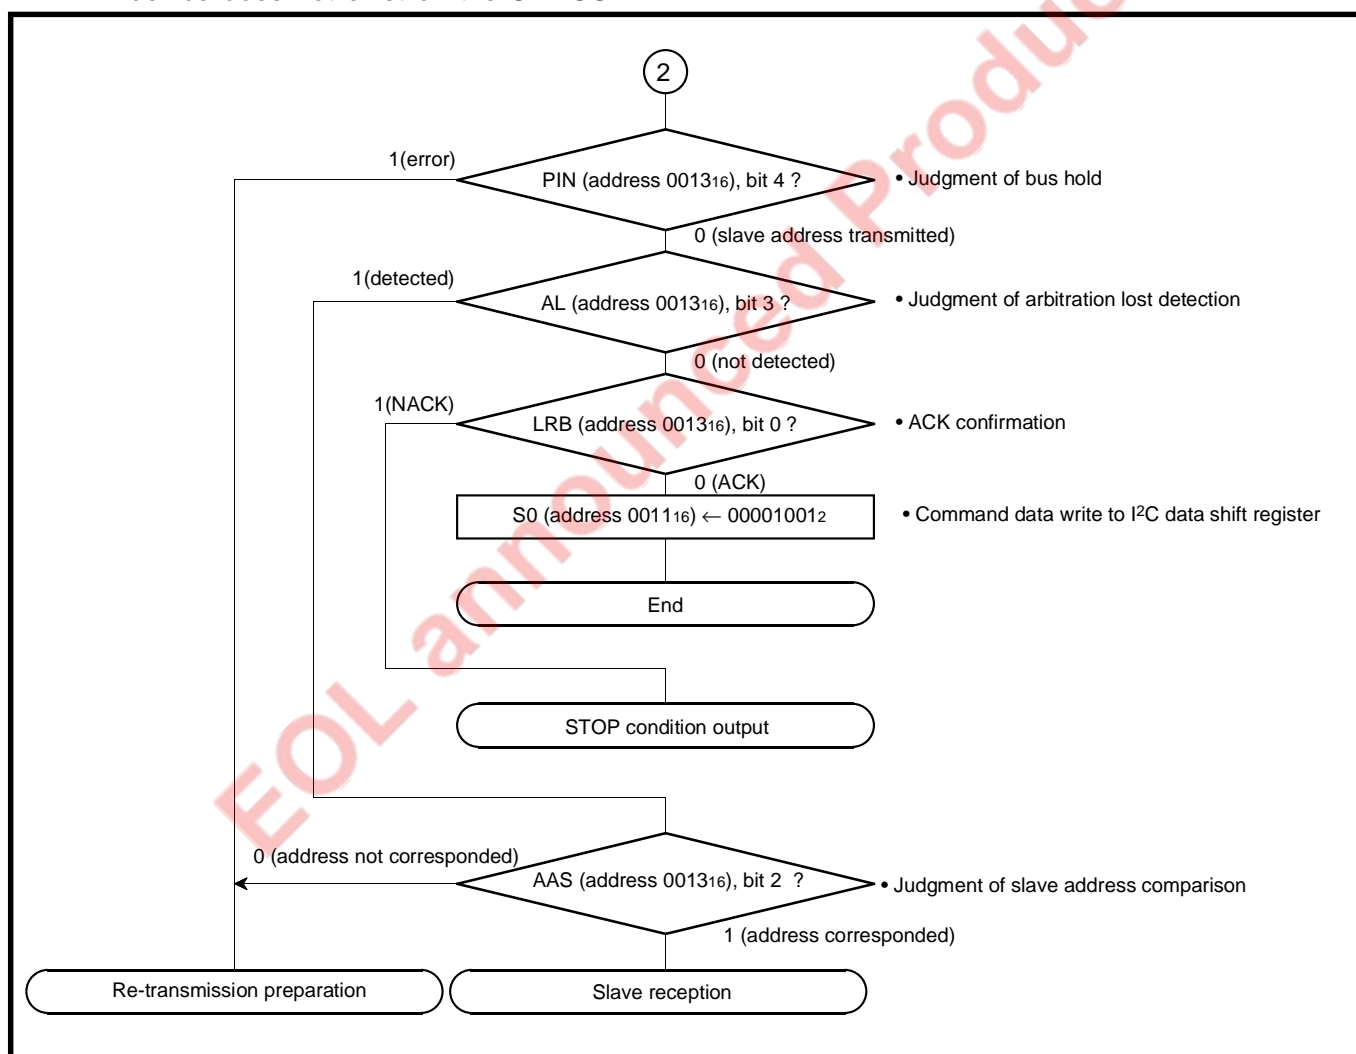 2
1(error)
PIN (address 001316), bit 4 ?
• Judgment of bus hold
0 (slave address transmitted)
1(detected)
AL (address 001316), bit 3 ?
• Judgment of arbitration lost detection
0 (not detected)
1(NACK)
LRB (address 001316), bit 0 ?
• ACK confirmation
0 (ACK)
S0 (address 001116) ← 000010012
• Command data write to I2C data shift register
End
STOP condition output
0 (address not corresponded)
AAS (address 001316), bit 2 ?
• Judgment of slave address comparison
1 (address corresponded)
Re-transmission preparation
Slave reception
EOL announced Produc